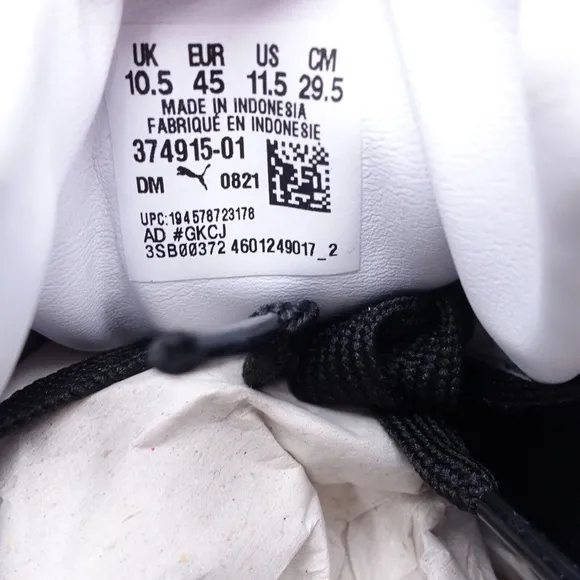 UK EUR US CM
10.5 45 11.5 29.5
MADE IN INDONESIA
FABRIQUÉ EN INDONESIE
374915-01
DM 0821
UPC:194578723178
AD #GKCJ
3SB00372 4601249017_2